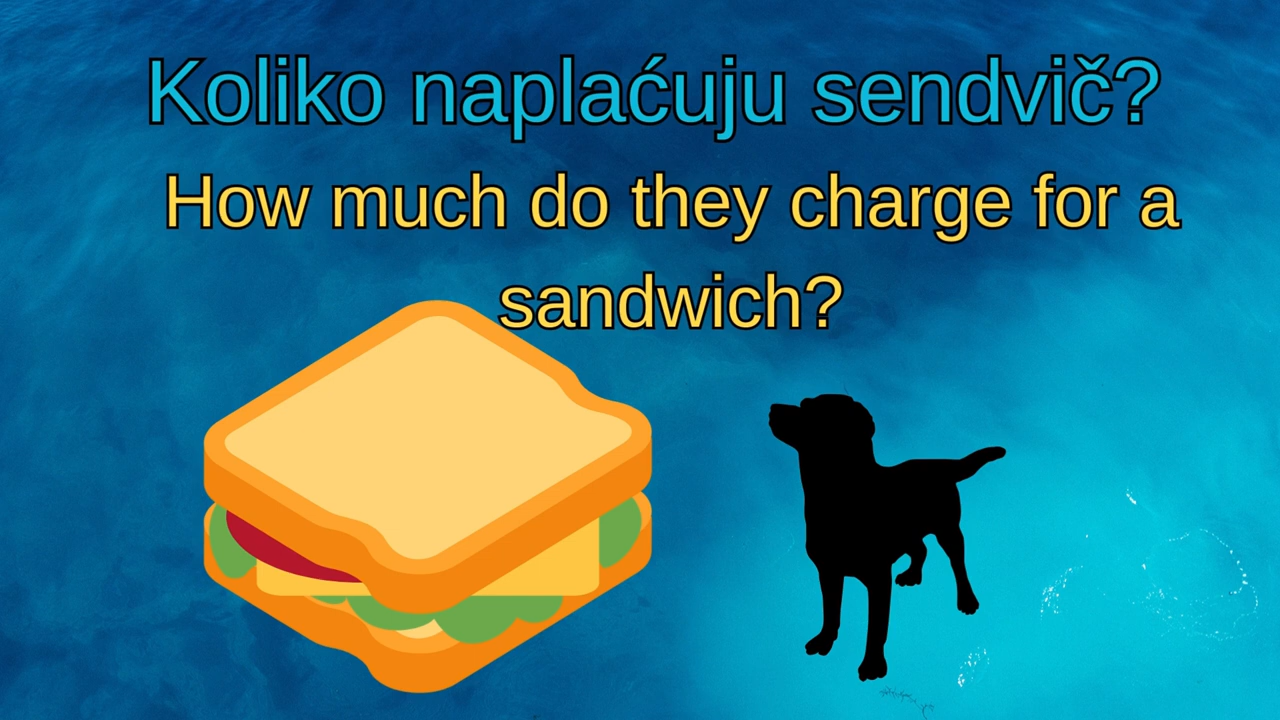 Koliko naplaćuju sendvič?
How much do they charge for a
sandwich?